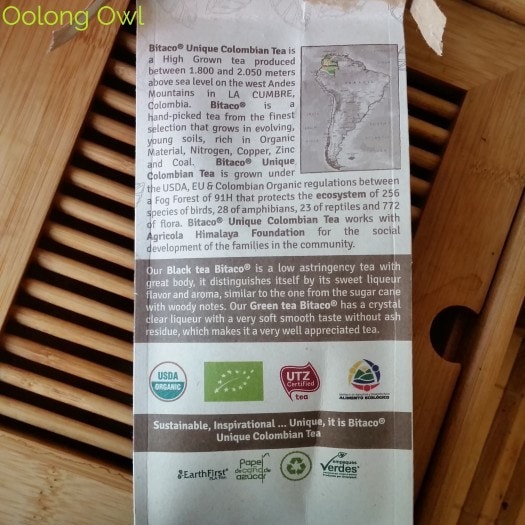 Oolong Owl
Bitaco® Unique Colombian Tea is
a High Grown tea produced
between 1.800 and 2.050 meters
above sea level on the west Andes
Mountains in LA CUMBRE,
Colombia. Bitaco® is a
hand-picked tea from the finest
selection that grows in evolving,
young soils, rich in Organic
Material, Nitrogen, Copper, Zinc
and Coal. Bitaco® Unique
Colombian Tea is grown under
the USDA, EU & Colombian Organic regulations between
a Fog Forest of 91H that protects the ecosystem of 256
species of birds, 28 of amphibians, 23 of reptiles and 772
of flora. Bitaco® Unique Colombian Tea works with
Agricola Himalaya Foundation for the social
development of the families in the community.
Our Black tea Bitaco® is a low astringency tea with
great body, it distinguishes itself by its sweet liqueur
flavor and aroma, similar to the one from the sugar cane
with woody notes. Our Green tea Bitaco® has a crystal
clear liqueur with a very soft smooth taste without ash
residue, which makes it a very well appreciated tea.
USDA
ORGANIC
UTZ
Certified
tea
ALIMENTO ECOLÓGICO
Sustainable, Inspirational ... Unique, it is Bitaco®
Unique Colombian Tea
EarthFirst®
Papel
de caña de
azúcar
empaques
Verdes®